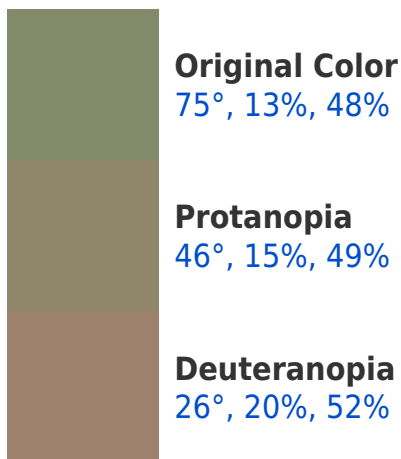 Original Color
75°, 13%, 48%
Protanopia
46°, 15%, 49%
Deuteranopia
26°, 20%, 52%